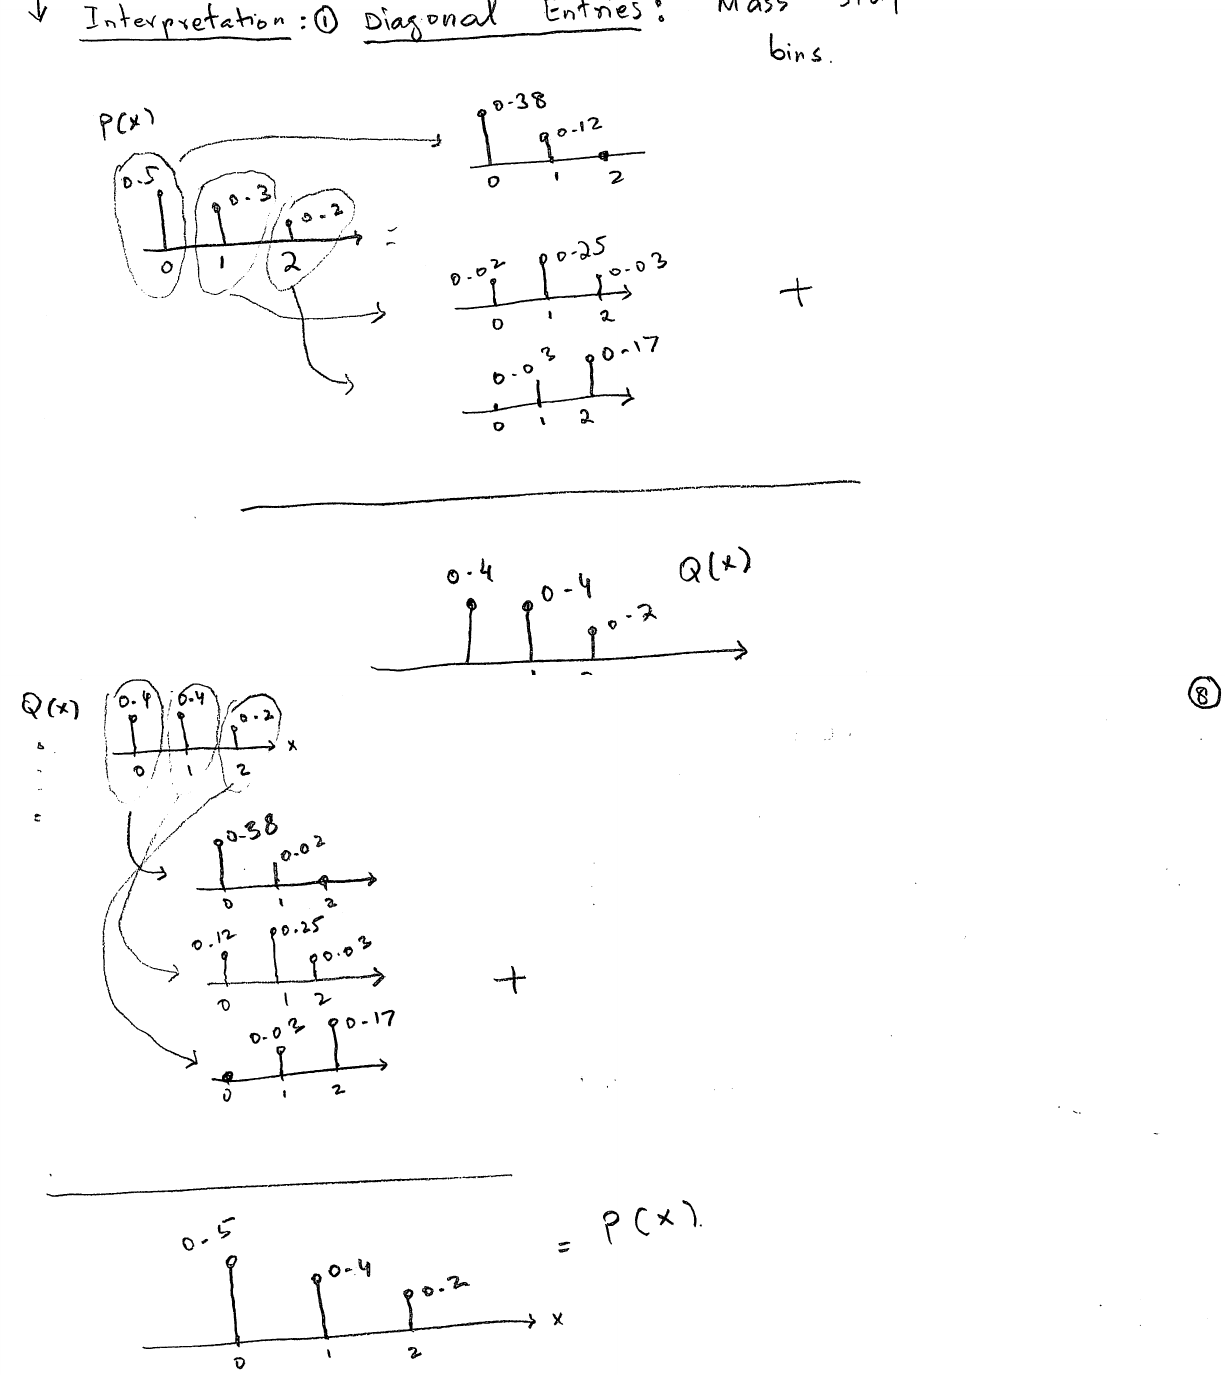 ↓ Interpretation: ① Diagonal Entries: Mass
bins.
P(x)
0.5 0.3 0.2
0 1 2
=
0.38 0.12
0 1 2
0.02 0.25 0.03
0 1 2
+
0.03 0.17
0 1 2
0.4 0.4 0.2 Q(x)
Q(x) 0.4 0.4 0.2
0 1 2 x
=
⑧
0.38 0.02
0 1 2
0.12 0.25 0.03
0 1 2
+
0.03 0.17
0 1 2
0.5 0.4 0.2
0 1 2 x
= P(x).